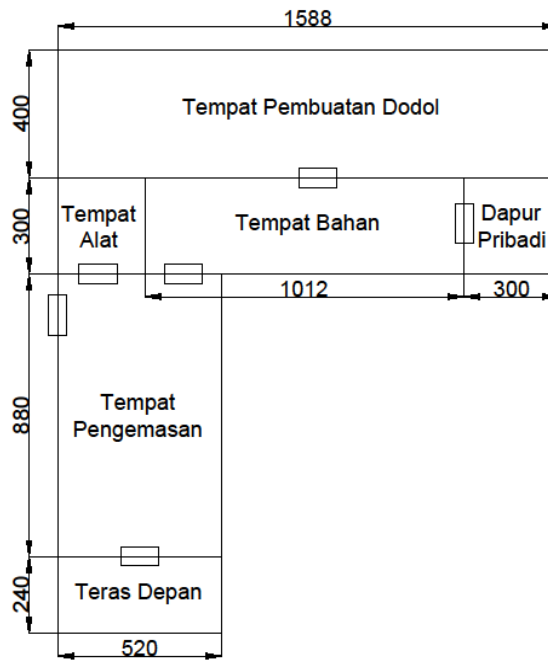 1588
400
Tempat Pembuatan Dodol
300
Tempat
Alat
Tempat Bahan
Dapur
Pribadi
1012
300
880
Tempat
Pengemasan
240
Teras Depan
520